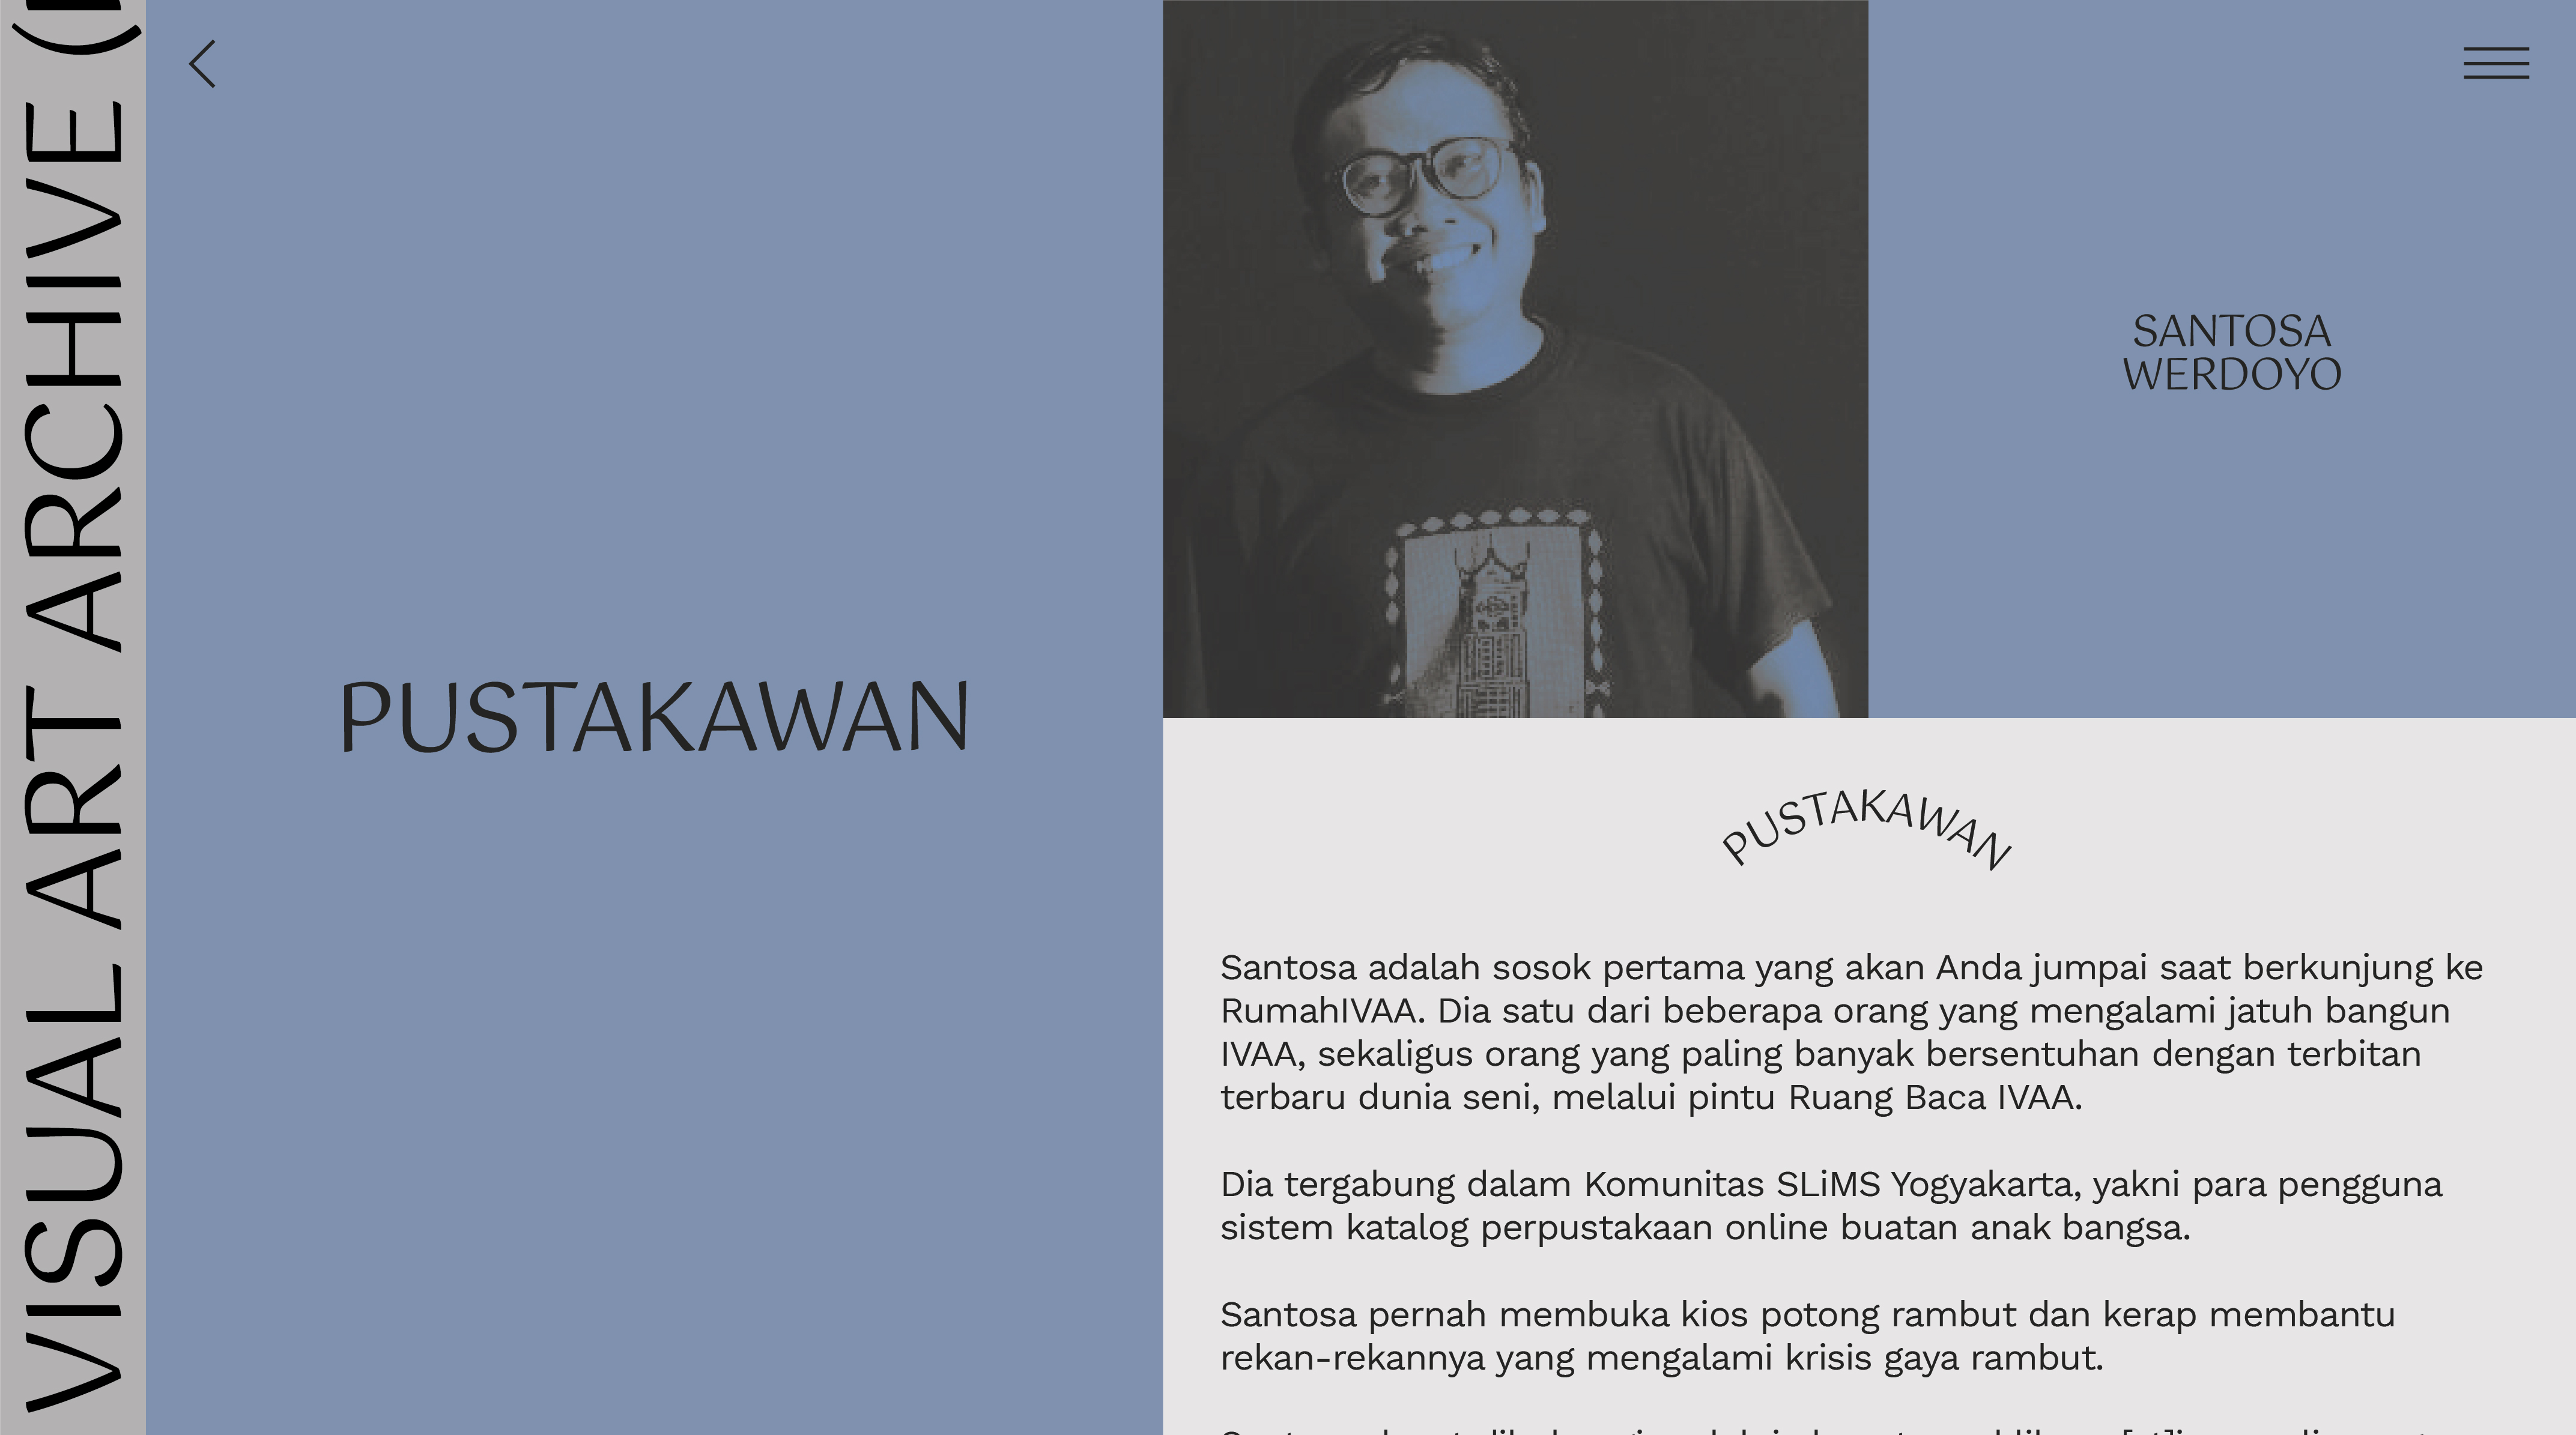 VISUAL ART ARCHIVE (
PUSTAKAWAN
SANTOSA
WERDOYO
PUSTAKAWAN
Santosa adalah sosok pertama yang akan Anda jumpai saat berkunjung ke
RumahIVAA. Dia satu dari beberapa orang yang mengalami jatuh bangun
IVAA, sekaligus orang yang paling banyak bersentuhan dengan terbitan
terbaru dunia seni, melalui pintu Ruang Baca IVAA.
Dia tergabung dalam Komunitas SLiMS Yogyakarta, yakni para pengguna
sistem katalog perpustakaan online buatan anak bangsa.
Santosa pernah membuka kios potong rambut dan kerap membantu
rekan-rekannya yang mengalami krisis gaya rambut.